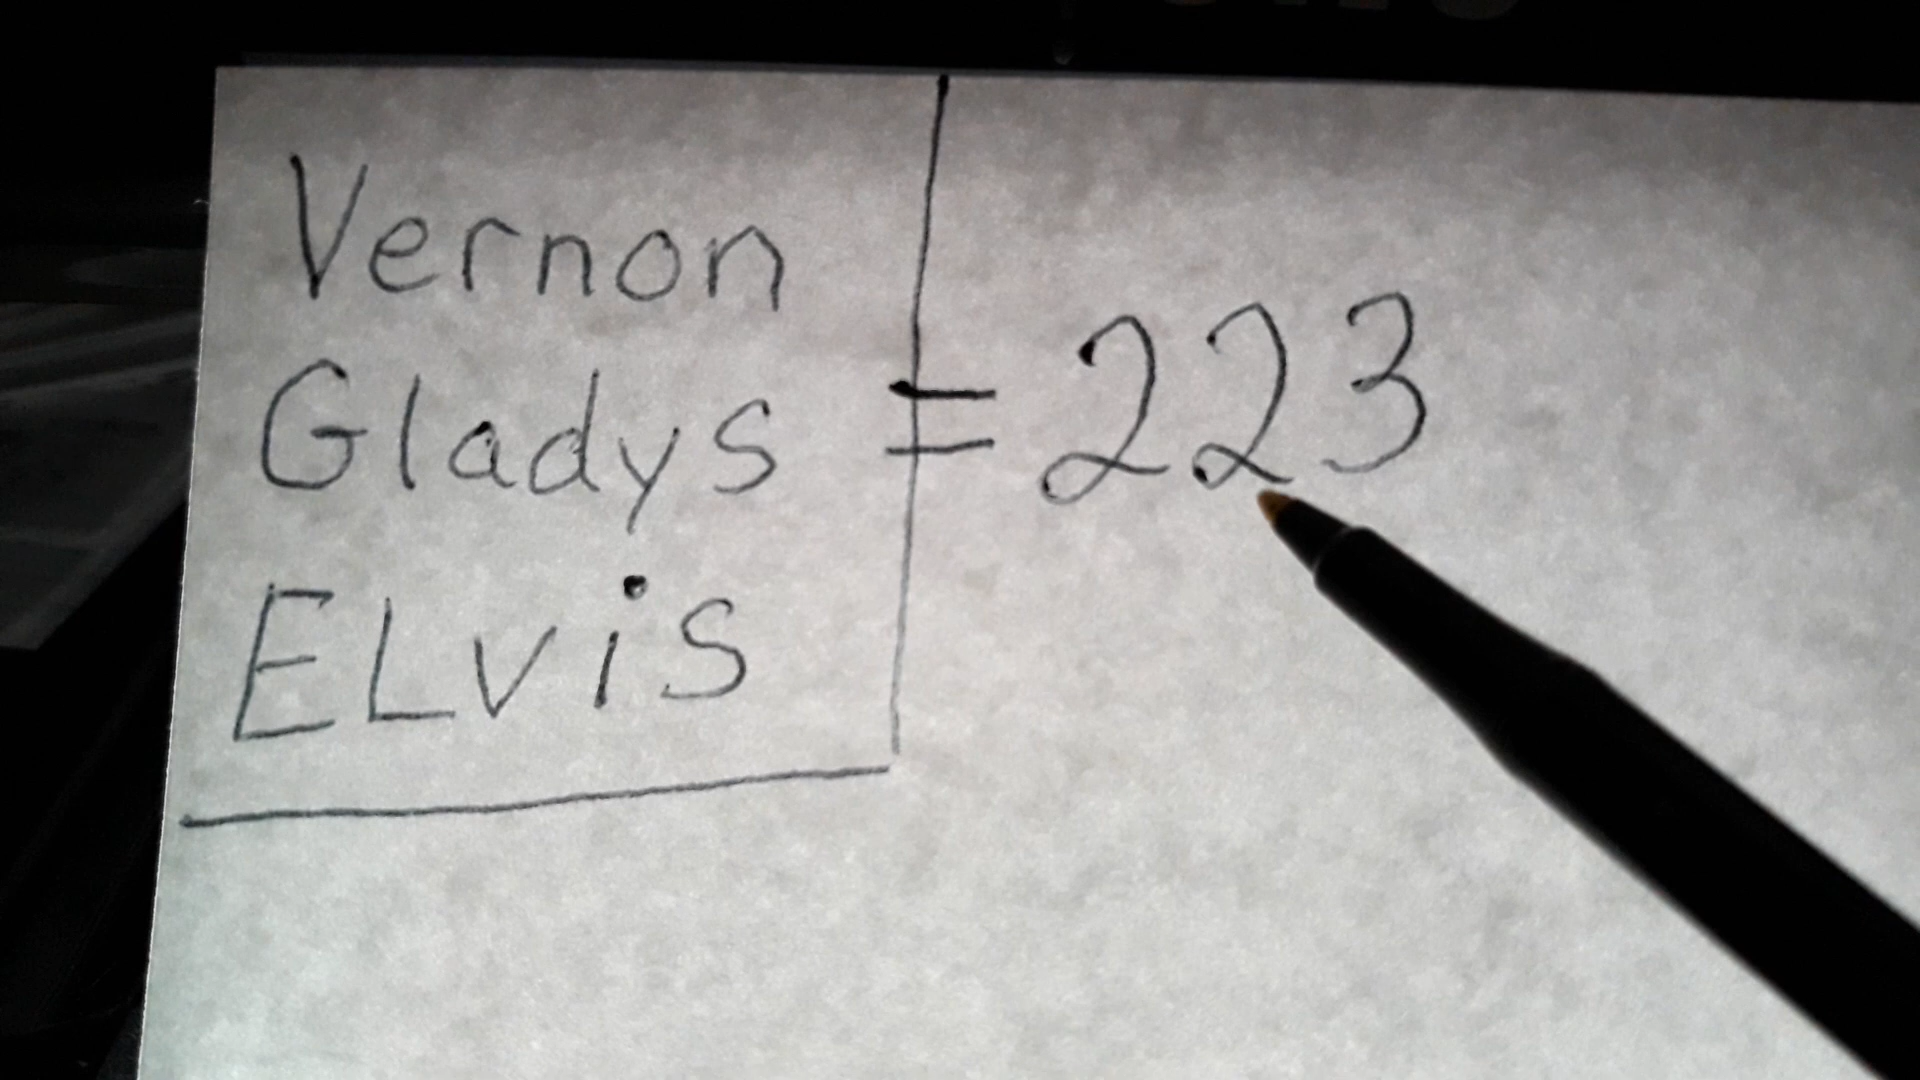 Vernon
Gladys = 223
ELviS